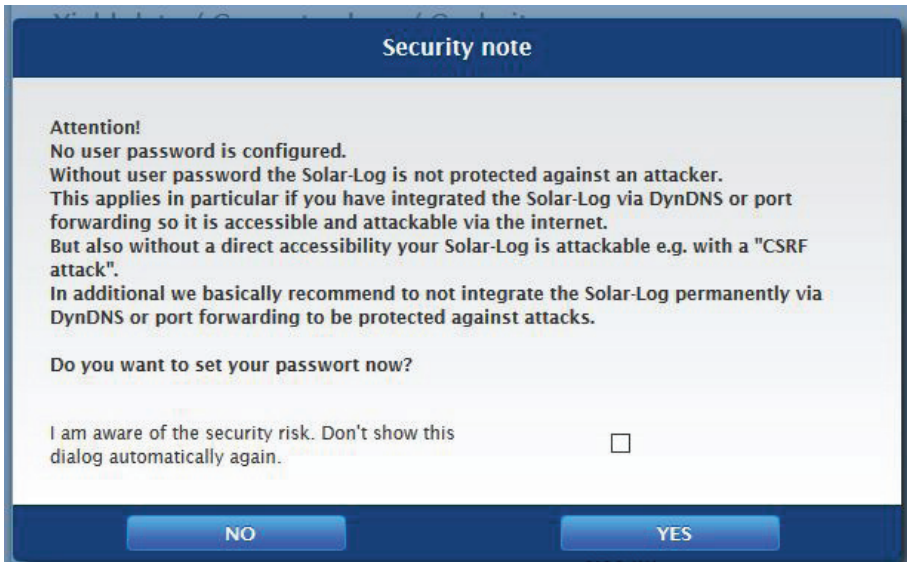 Security note
Attention!
No user password is configured.
Without user password the Solar-Log is not protected against an attacker.
This applies in particular if you have integrated the Solar-Log via DynDNS or port
forwarding so it is accessible and attackable via the internet.
But also without a direct accessibility your Solar-Log is attackable e.g. with a "CSRF
attack".
In additional we basically recommend to not integrate the Solar-Log permanently via
DynDNS or port forwarding to be protected against attacks.
Do you want to set your passwort now?
I am aware of the security risk. Don't show this
dialog automatically again.
NO YES